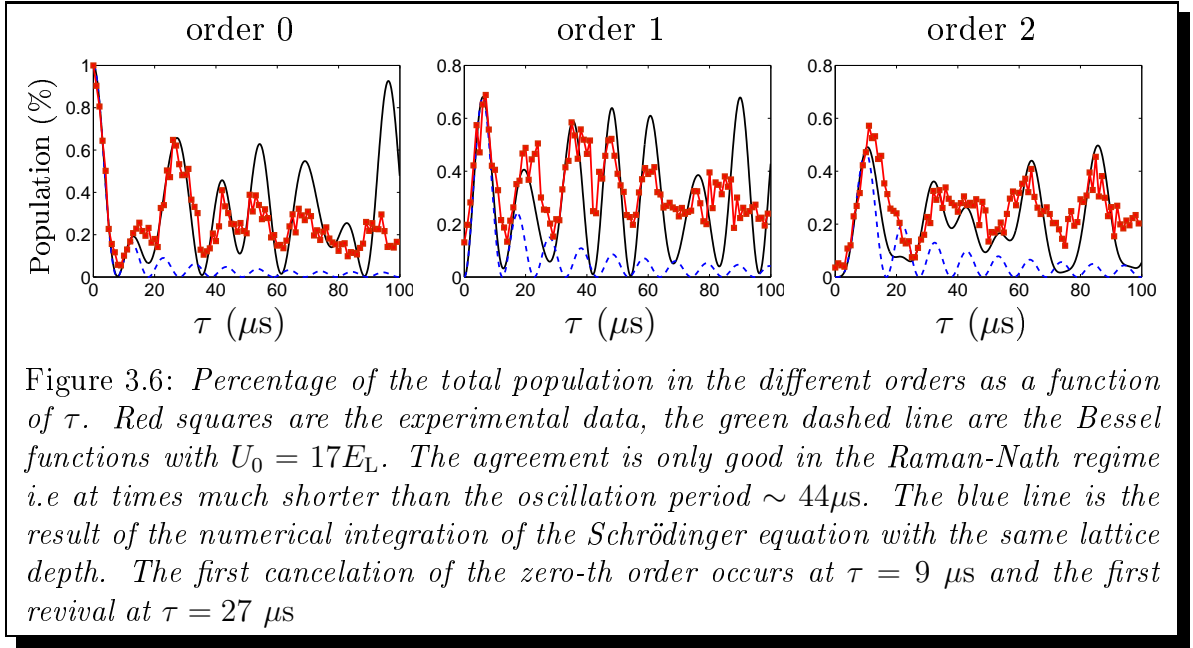 order 0 order 1 order 2
Population (%)
1
0.8
0.6
0.4
0.2
0
0 20 40 60 80 100
τ (μs)
0.8
0.6
0.4
0.2
0
0 20 40 60 80 100
τ (μs)
0.8
0.6
0.4
0.2
0
0 20 40 60 80 100
τ (μs)
Figure 3.6: Percentage of the total population in the different orders as a function
of τ. Red squares are the experimental data, the green dashed line are the Bessel
functions with U₀ = 17E_L. The agreement is only good in the Raman-Nath regime
i.e at times much shorter than the oscillation period ∼ 44μs. The blue line is the
result of the numerical integration of the Schrödinger equation with the same lattice
depth. The first cancelation of the zero-th order occurs at τ = 9 μs and the first
revival at τ = 27 μs